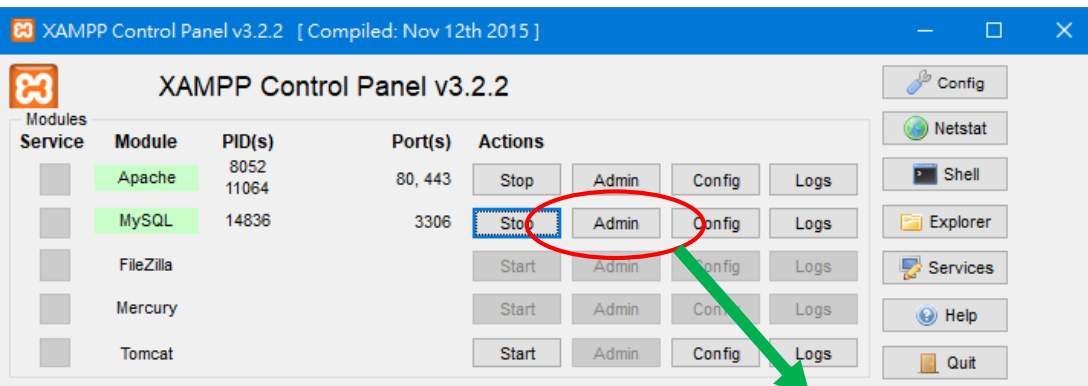 XAMPP Control Panel v3.2.2 [ Compiled: Nov 12th 2015 ]
XAMPP Control Panel v3.2.2
Modules
Service Module PID(s) Port(s) Actions
Apache 8052 11064 80, 443 Stop Admin Config Logs
MySQL 14836 3306 Stop Admin Config Logs
FileZilla Start Admin Config Logs
Mercury Start Admin Config Logs
Tomcat Start Admin Config Logs
Config
Netstat
Shell
Explorer
Services
Help
Quit